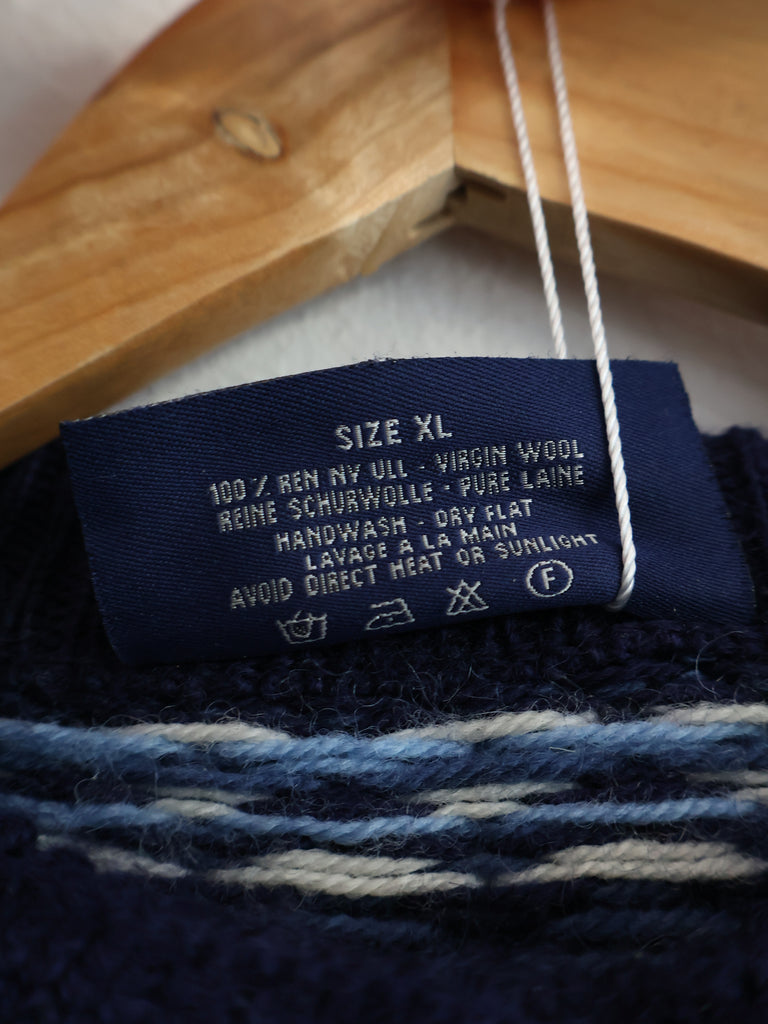 SIZE XL
100 % REN NY ULL - VIRGIN WOOL
REINE SCHURWOLLE - PURE LAINE
HANDWASH - DRY FLAT
LAVAGE A LA MAIN
AVOID DIRECT HEAT OR SUNLIGHT
F